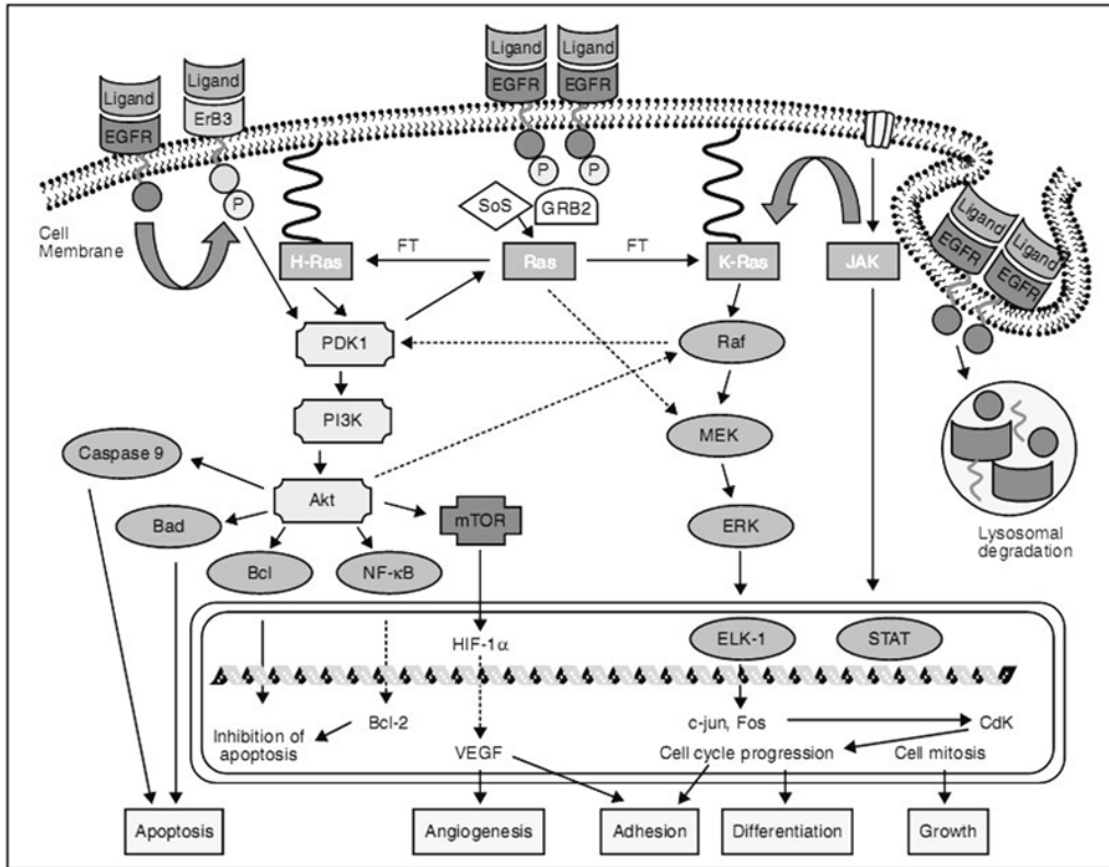 Ligand
EGFR
Ligand
ErB3
P
Cell
Membrane
Ligand
EGFR
Ligand
EGFR
P
P
SoS
GRB2
H-Ras
FT
Ras
FT
K-Ras
JAK
Ligand
EGFR
Ligand
EGFR
PDK1
Raf
PI3K
MEK
Caspase 9
Akt
mTOR
ERK
Bad
Bcl
NF-κB
Lysosomal
degradation
HIF-1α
ELK-1
STAT
Inhibition of
apoptosis
Bcl-2
VEGF
c-jun, Fos
CdK
Cell cycle progression
Cell mitosis
Apoptosis
Angiogenesis
Adhesion
Differentiation
Growth